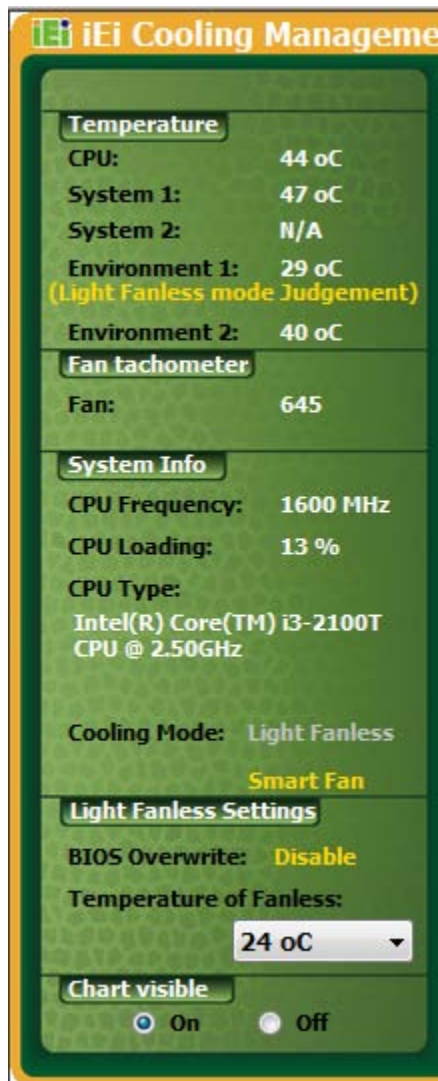 iEi iEi Cooling Manageme
Temperature
CPU: 44 oC
System 1: 47 oC
System 2: N/A
Environment 1: 29 oC
(Light Fanless mode Judgement)
Environment 2: 40 oC
Fan tachometer
Fan: 645
System Info
CPU Frequency: 1600 MHz
CPU Loading: 13 %
CPU Type:
Intel(R) Core(TM) i3-2100T
CPU @ 2.50GHz
Cooling Mode: Light Fanless
Smart Fan
Light Fanless Settings
BIOS Overwrite: Disable
Temperature of Fanless:
24 oC
Chart visible
On Off